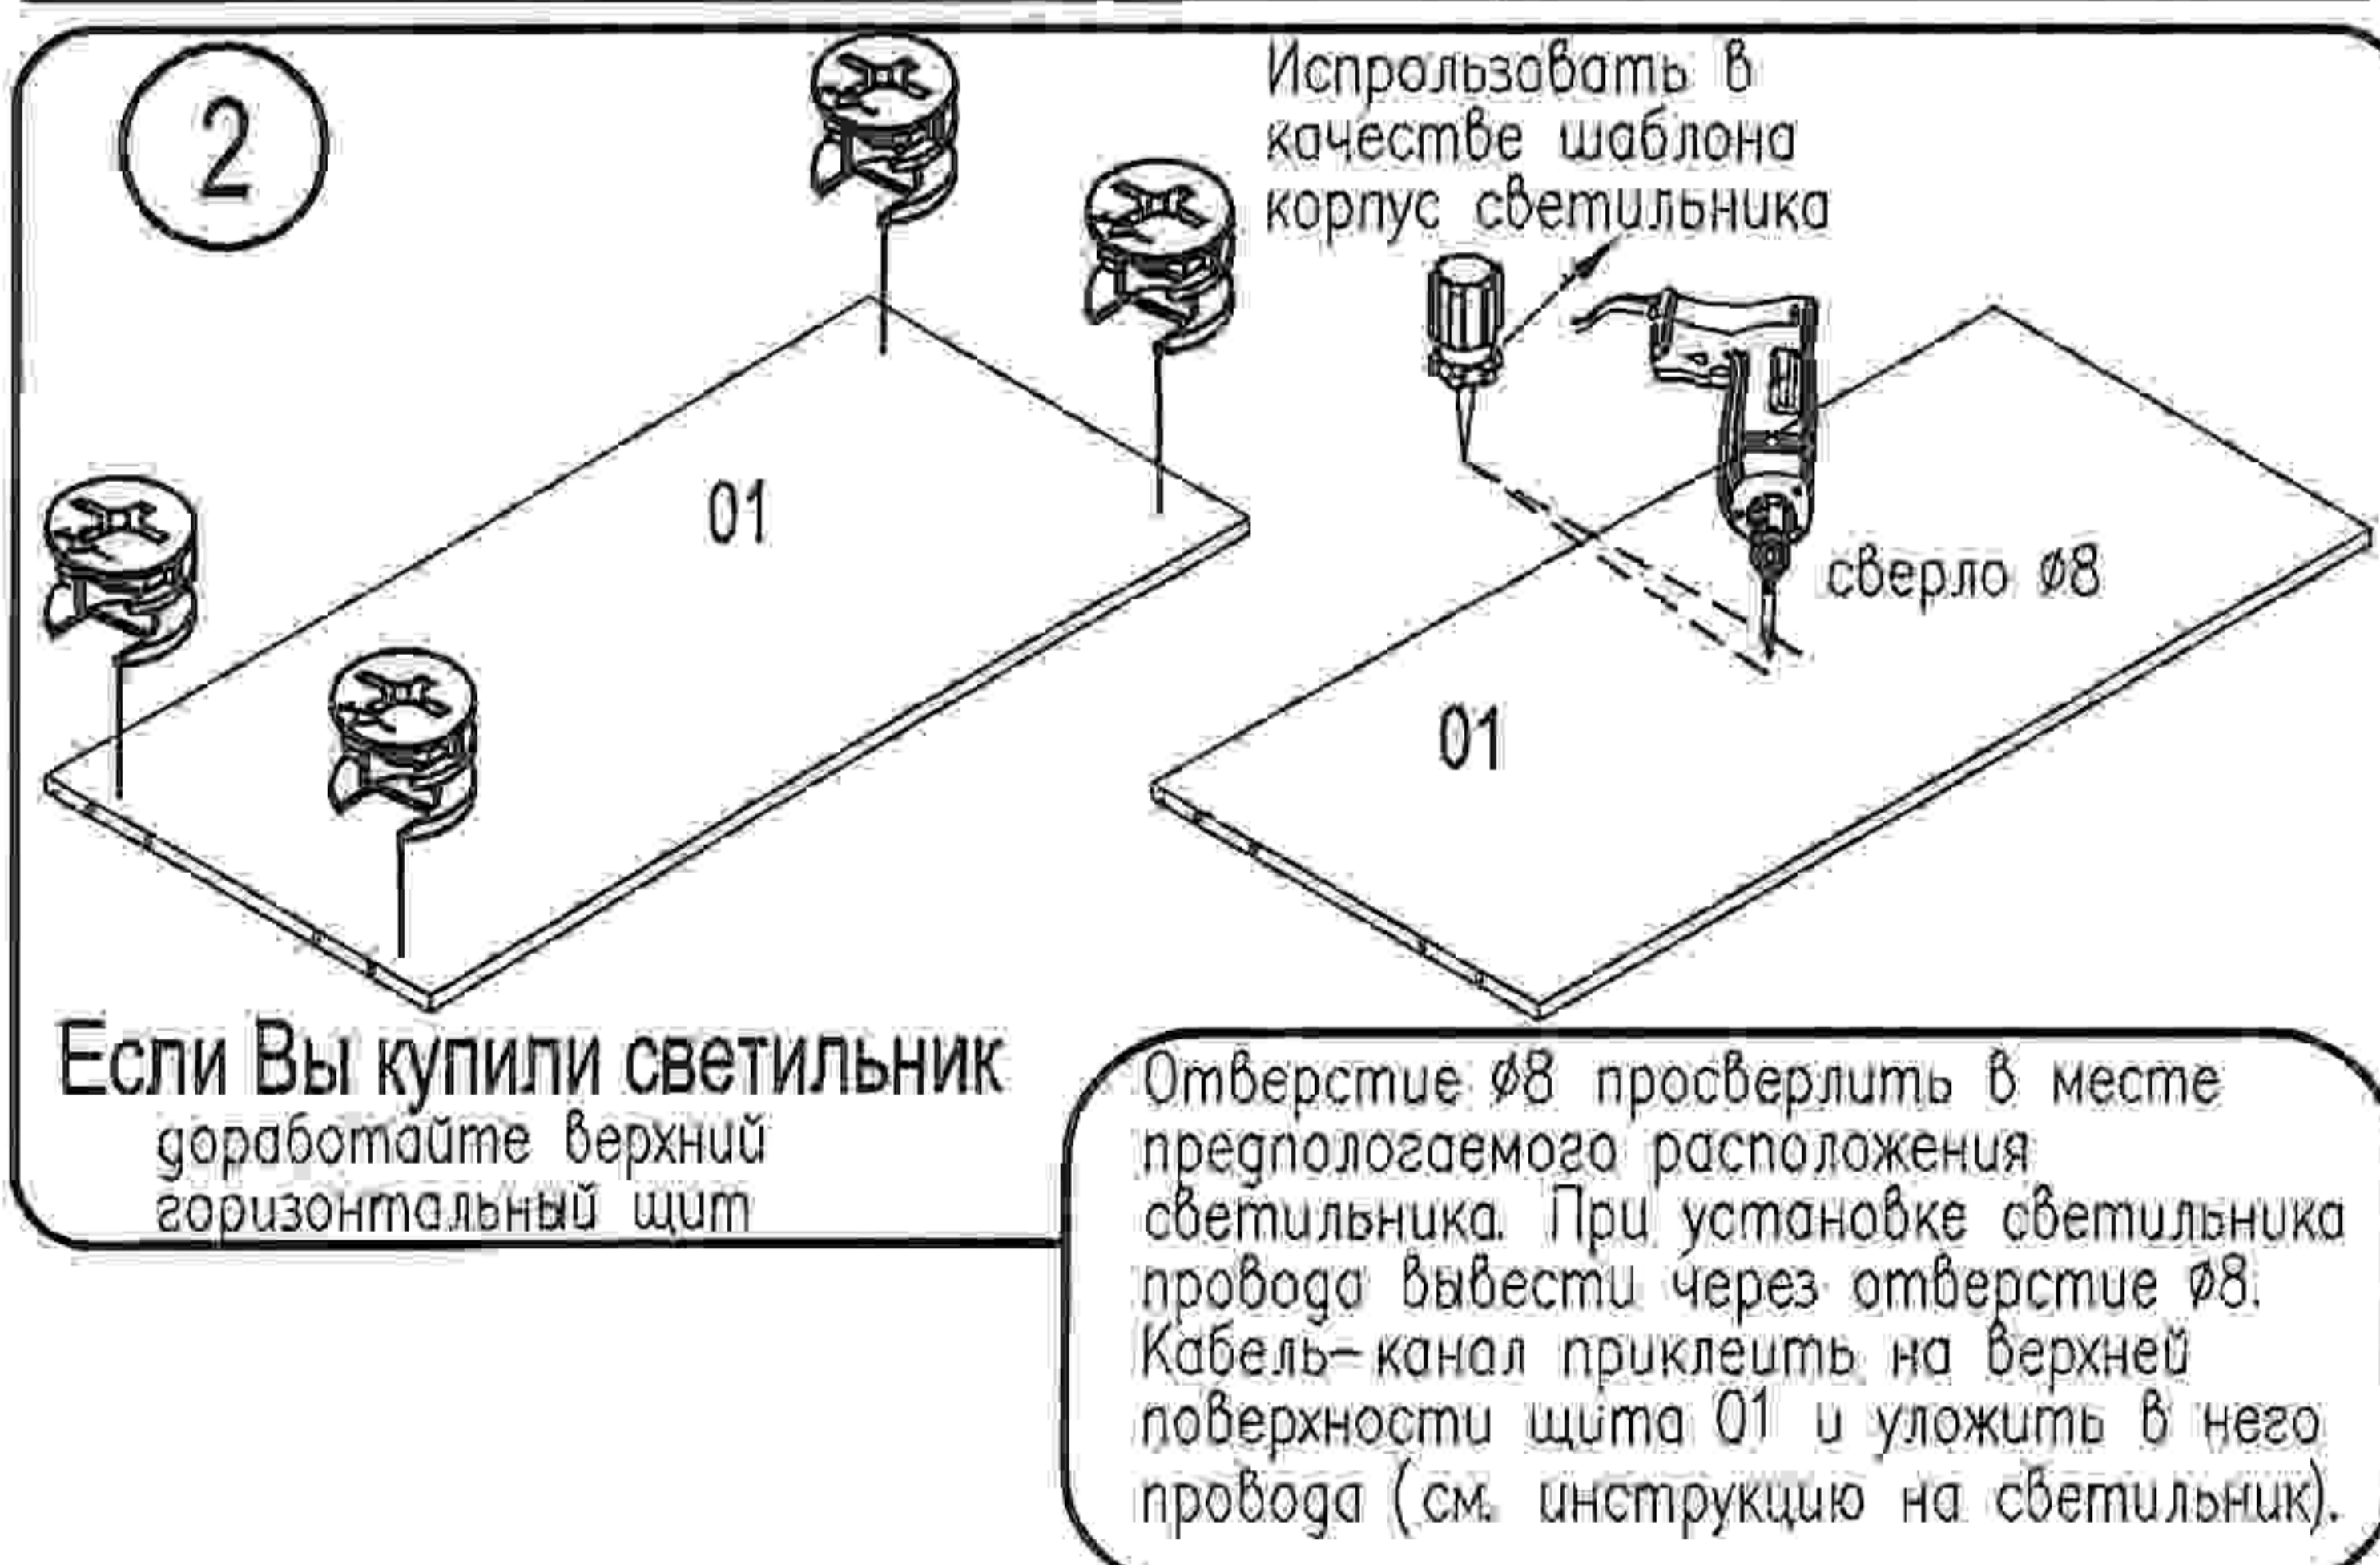 2
Испрользовать в
качестве шаблона
корпус светильника
01
сверло ø8
01
Если Вы купили светильник
доработайте верхний
горизонтальный щит
Отверстие ø8 просверлить в месте
предпологаемого расположения
светильника. При установке светильника
провода вывести через отверстие ø8.
Кабель-канал приклеить на верхней
поверхности щита 01 и уложить в него
провода (см. инструкцию на светильник).